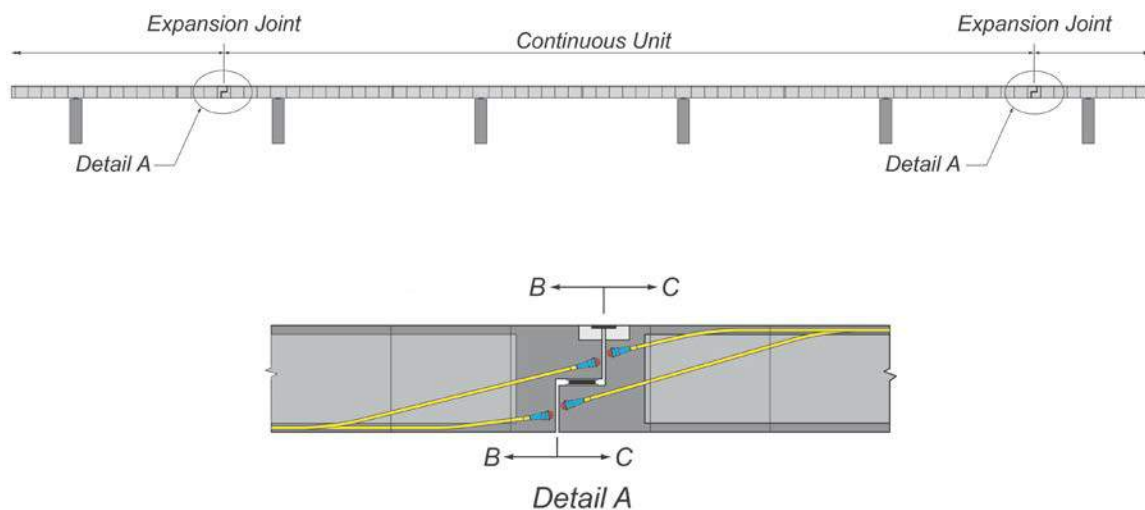 Expansion Joint
Expansion Joint
Continuous Unit
Detail A
Detail A
B
C
B
C
Detail A